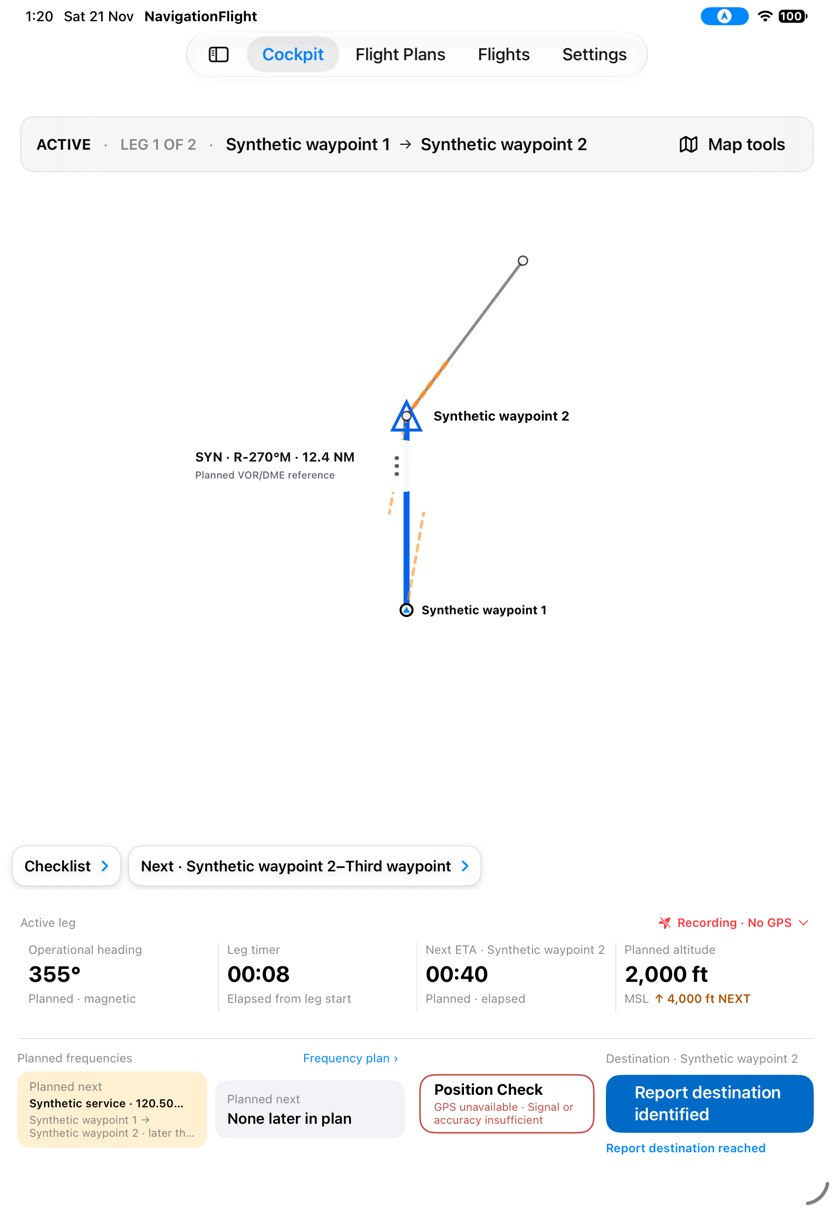 1:20 Sat 21 Nov NavigationFlight 100
Cockpit Flight Plans Flights Settings
ACTIVE · LEG 1 OF 2 · Synthetic waypoint 1 → Synthetic waypoint 2 Map tools
Synthetic waypoint 2
SYN · R-270°M · 12.4 NM
Planned VOR/DME reference
Synthetic waypoint 1
Checklist Next · Synthetic waypoint 2–Third waypoint
Active leg Recording · No GPS
Operational heading
355°
Planned · magnetic
Leg timer
00:08
Elapsed from leg start
Next ETA · Synthetic waypoint 2
00:40
Planned · elapsed
Planned altitude
2,000 ft
MSL ↑ 4,000 ft NEXT
Planned frequencies Frequency plan ›
Planned next
Synthetic service · 120.50...
Synthetic waypoint 1 →
Synthetic waypoint 2 · later th...
Planned next
None later in plan
Position Check
GPS unavailable · Signal or
accuracy insufficient
Destination · Synthetic waypoint 2
Report destination
identified
Report destination reached